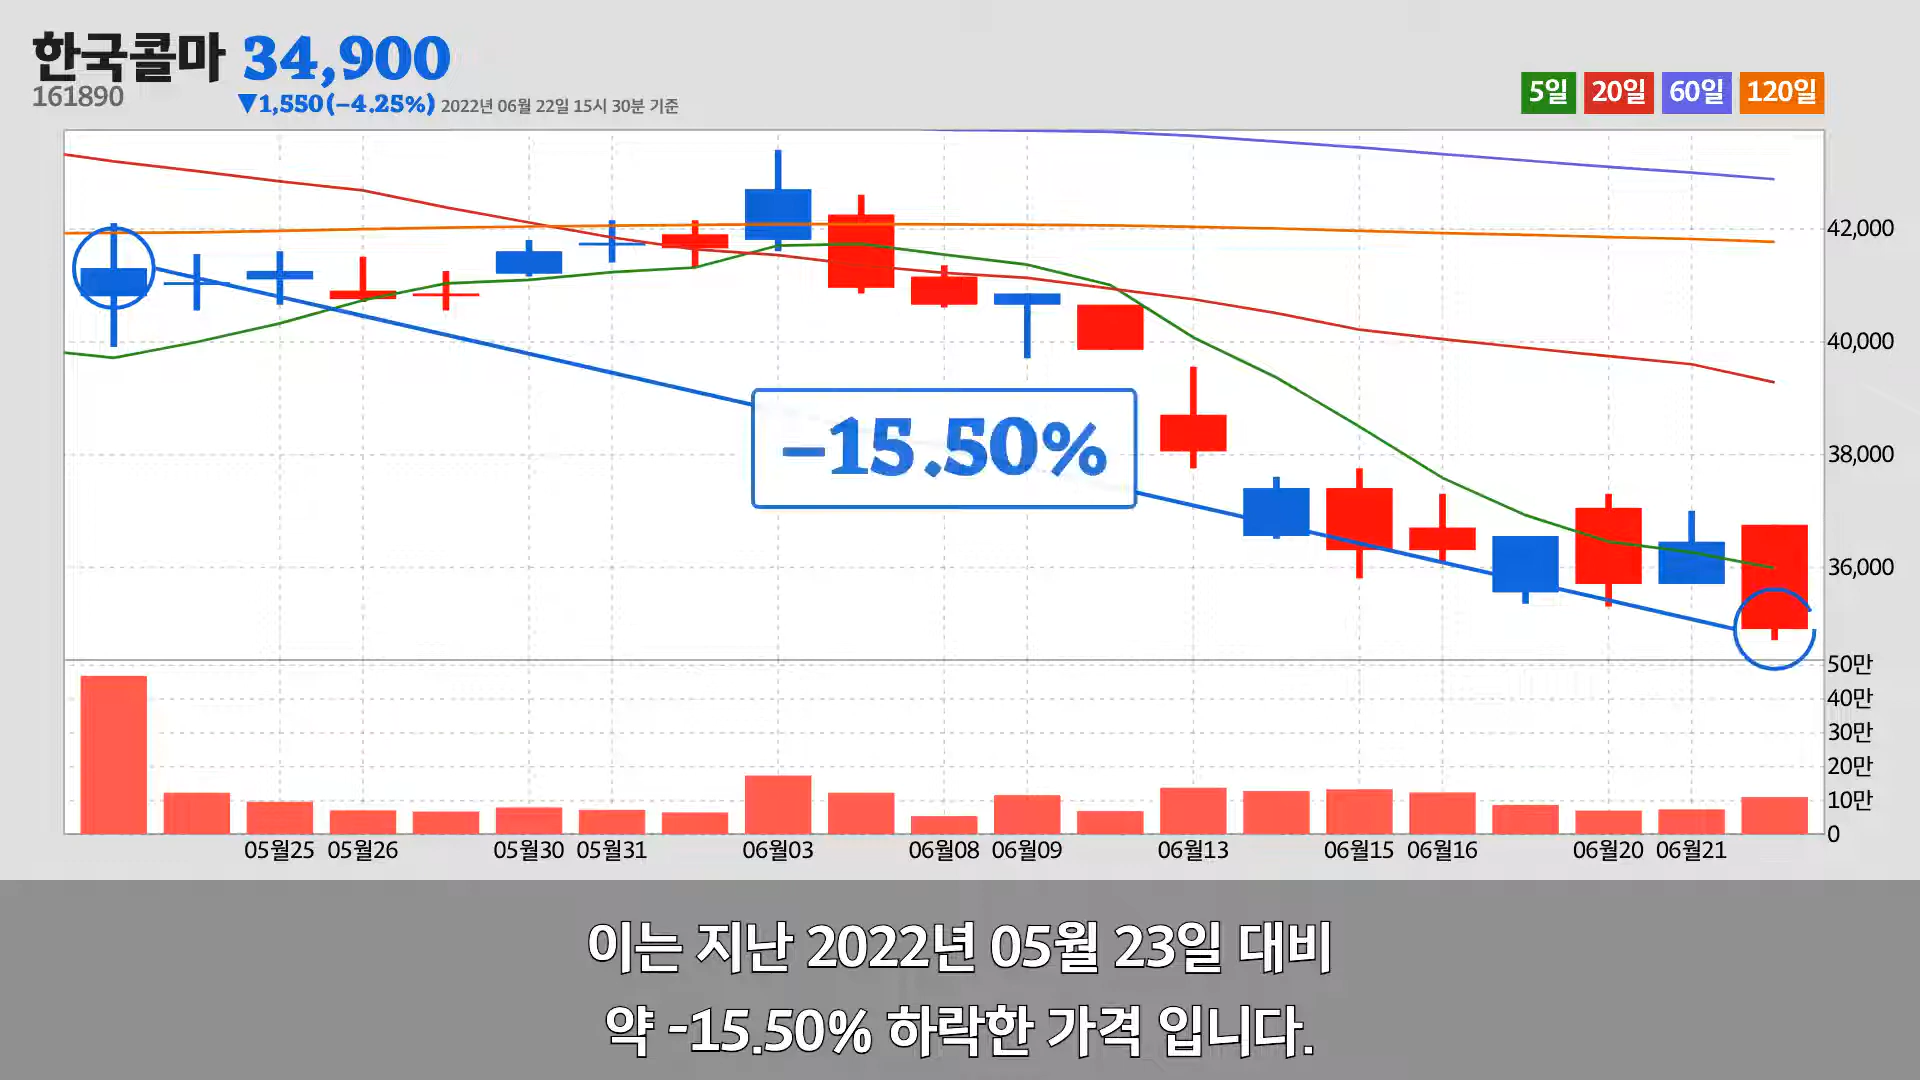 한국콜마 34,900
161890
▼1,550(-4.25%) 2022년 06월 22일 15시 30분 기준
5일 20일 60일 120일
42,000
40,000
38,000
36,000
-15.50%
50만
40만
30만
20만
10만
0
05월25 05월26 05월30 05월31 06월03 06월08 06월09 06월13 06월15 06월16 06월20 06월21
이는 지난 2022년 05월 23일 대비
약 -15.50% 하락한 가격 입니다.